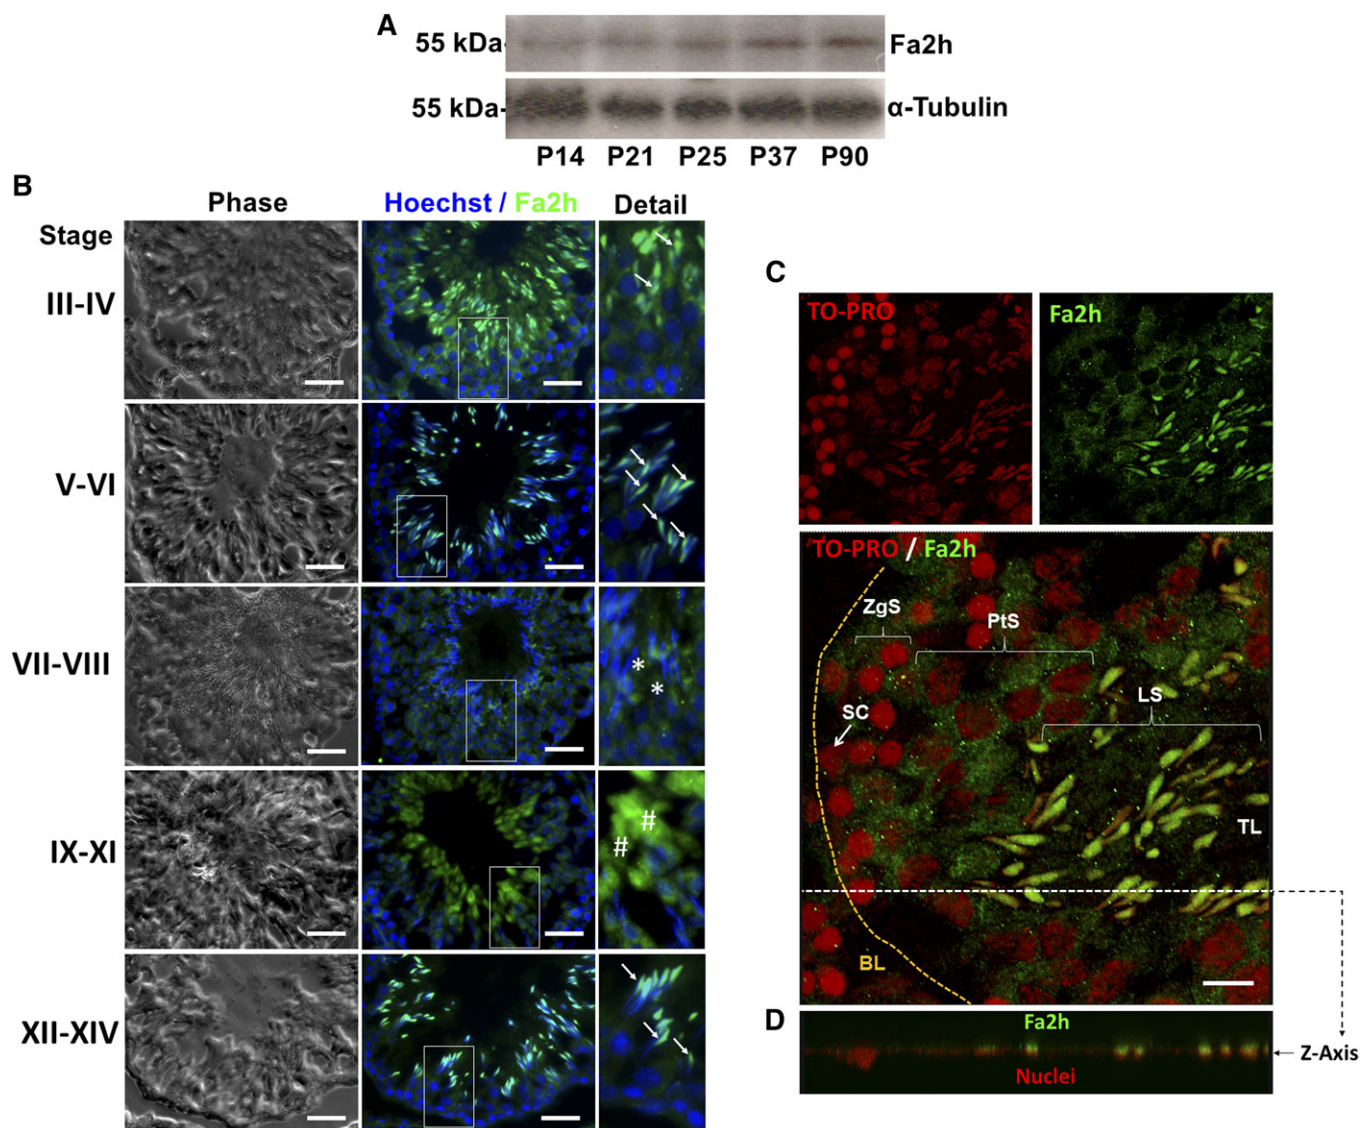 A
55 kDa- Fa2h
55 kDa- α-Tubulin
P14 P21 P25 P37 P90
B
Phase Hoechst / Fa2h Detail
Stage
III-IV
V-VI
VII-VIII
* *
IX-XI
# #
XII-XIV
C
TO-PRO Fa2h
TO-PRO / Fa2h
ZgS
PtS
LS
SC
TL
BL
D
Fa2h
Z-Axis
Nuclei